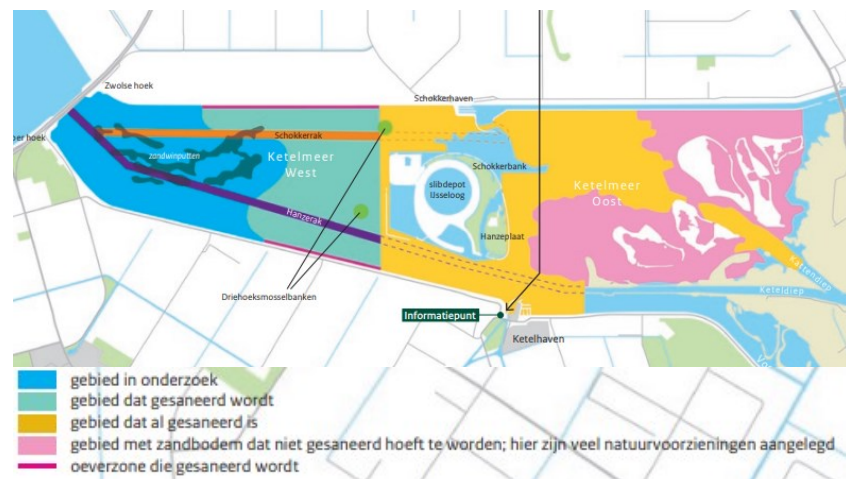 Zwolse hoek
Schokkerhaven
per hoek
Schokkerrak
zandwinputten
Ketelmeer
West
Schokkerbank
slibdepot
IJsseloog
Ketelmeer
Oost
Hanzerak
Hanzeplaat
Kattendiep
Keteldiep
Driehoeksmosselbanken
Informatiepunt
Ketelhaven
gebied in onderzoek
gebied dat gesaneerd wordt
gebied dat al gesaneerd is
gebied met zandbodem dat niet gesaneerd hoeft te worden; hier zijn veel natuurvoorzieningen aangelegd
oeverzone die gesaneerd wordt